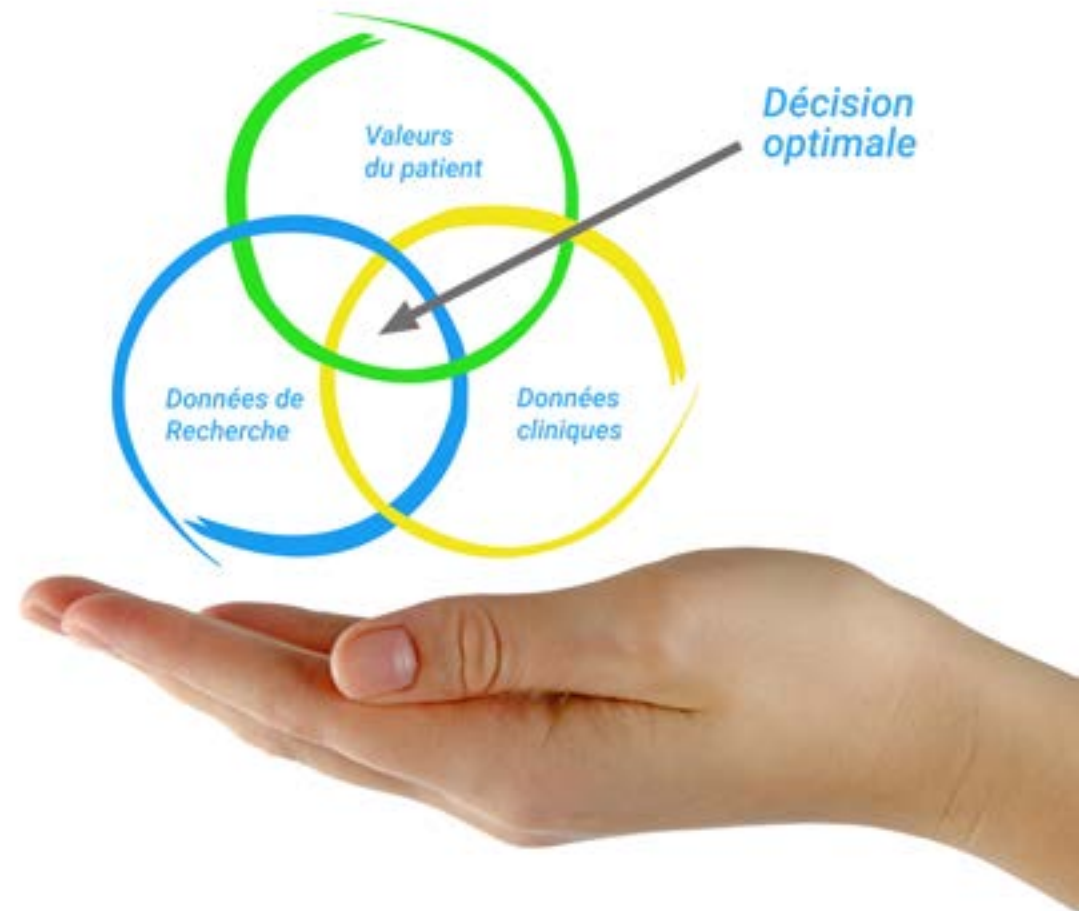 Valeurs
du patient
Décision
optimale
Données de
Recherche
Données
cliniques